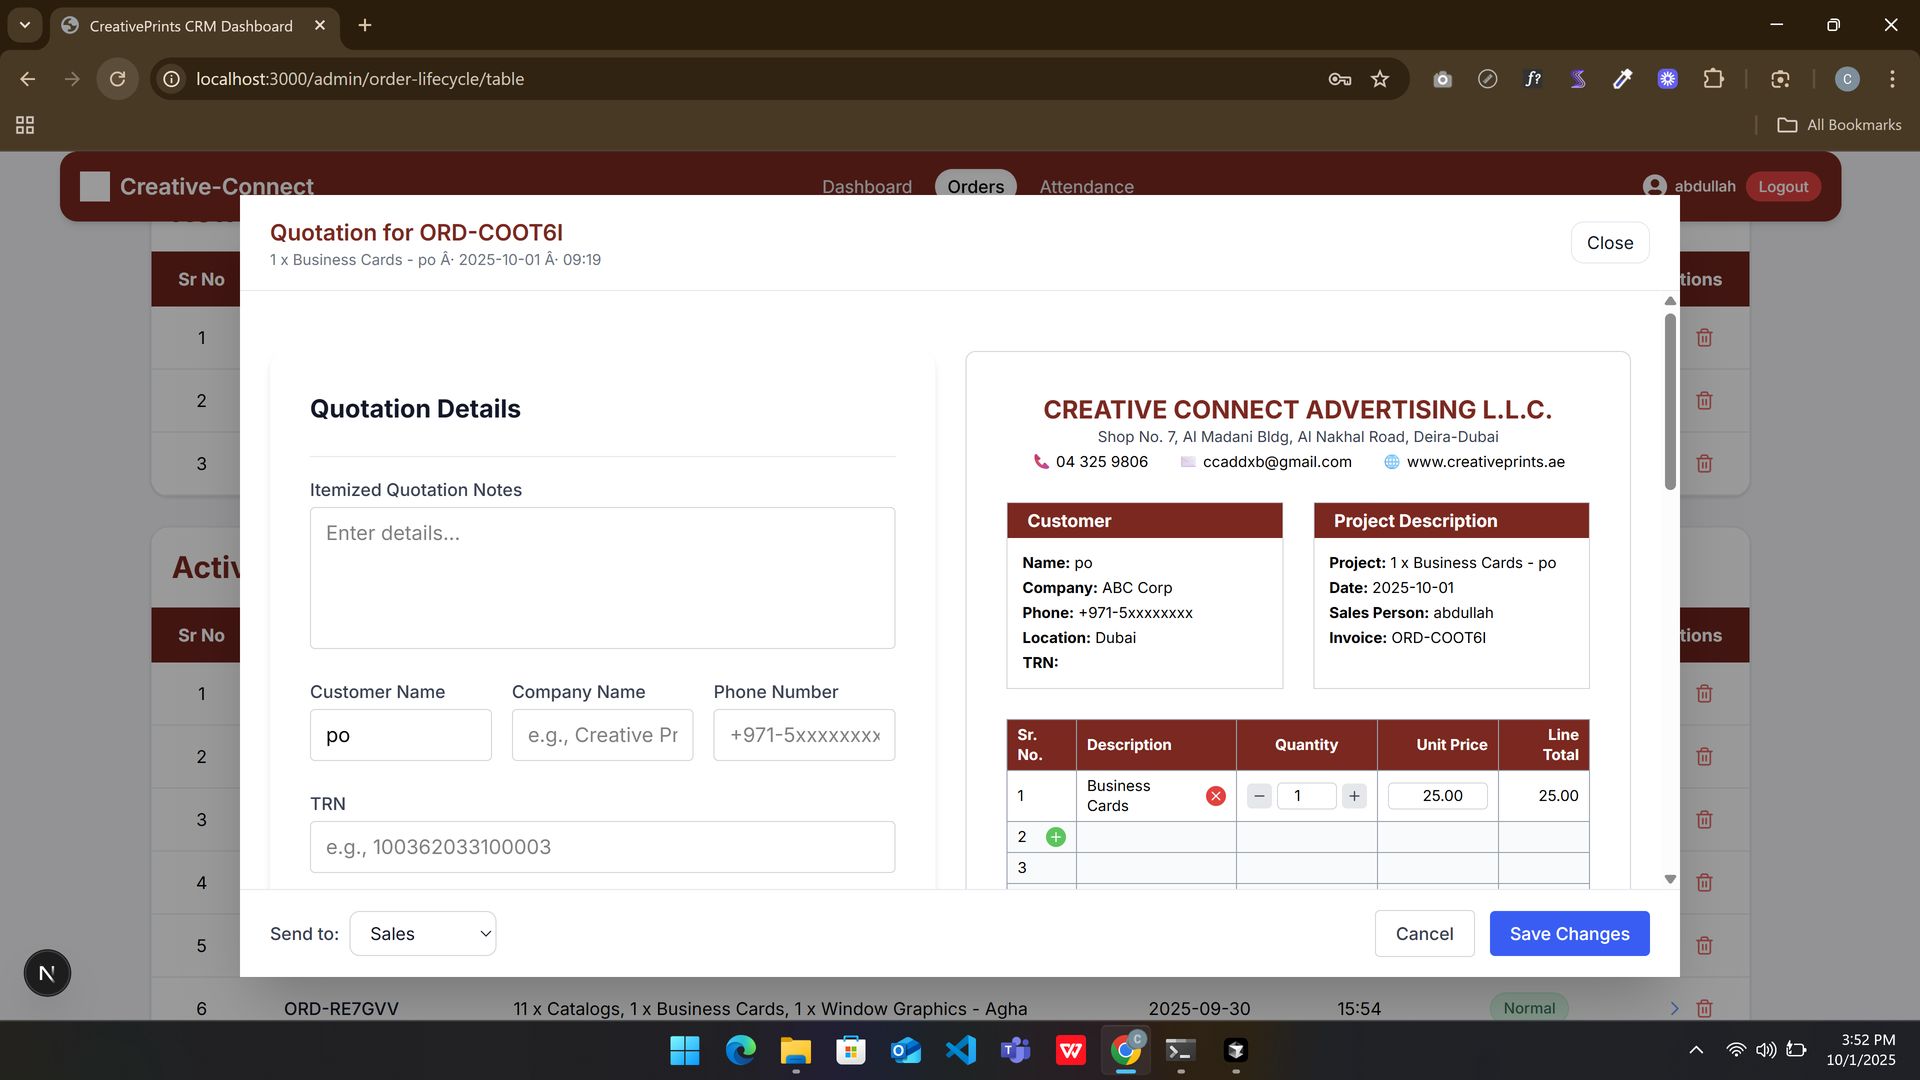 CreativePrints CRM Dashboard
localhost:3000/admin/order-lifecycle/table
f?
C
All Bookmarks
Creative-Connect
Dashboard
Orders
Attendance
abdullah
Logout
Quotation for ORD-COOT6I
1 x Business Cards - po Â· 2025-10-01 Â· 09:19
Close
Sr No
tions
1
2
3
Quotation Details
Itemized Quotation Notes
Enter details...
Customer Name
Company Name
Phone Number
po
e.g., Creative Pr
+971-5xxxxxxxx
TRN
e.g., 100362033100003
CREATIVE CONNECT ADVERTISING L.L.C.
Shop No. 7, Al Madani Bldg, Al Nakhal Road, Deira-Dubai
04 325 9806
ccaddxb@gmail.com
www.creativeprints.ae
Customer
Name: po
Company: ABC Corp
Phone: +971-5xxxxxxxx
Location: Dubai
TRN:
Project Description
Project: 1 x Business Cards - po
Date: 2025-10-01
Sales Person: abdullah
Invoice: ORD-COOT6I
Sr. No.
Description
Quantity
Unit Price
Line Total
1
Business Cards
1
25.00
25.00
2
3
Activ
Sr No
tions
1
2
3
4
5
Send to:
Sales
Cancel
Save Changes
N
6
ORD-RE7GVV
11 x Catalogs, 1 x Business Cards, 1 x Window Graphics - Agha
2025-09-30
15:54
Normal
C
3:52 PM
10/1/2025